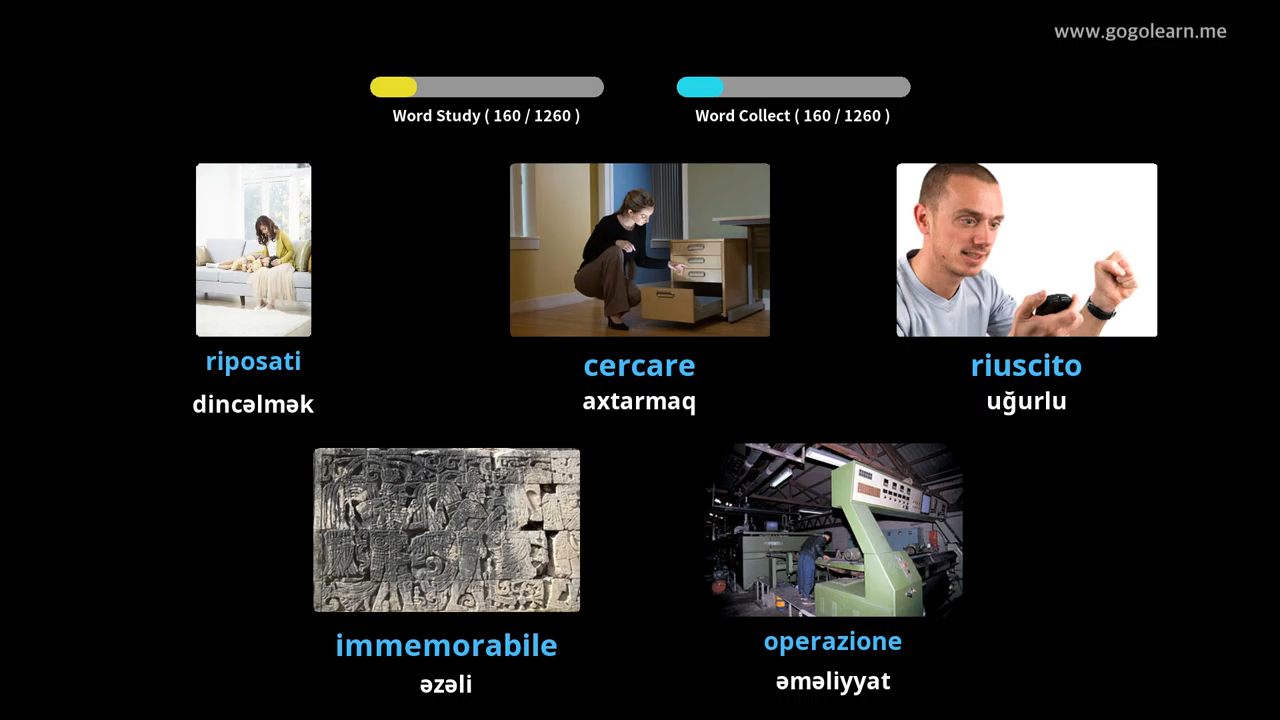 www.gogolearn.me
Word Study ( 160 / 1260 )
Word Collect ( 160 / 1260 )
riposati
dincəlmək
cercare
axtarmaq
riuscito
uğurlu
immemorabile
əzəli
operazione
əməliyyat